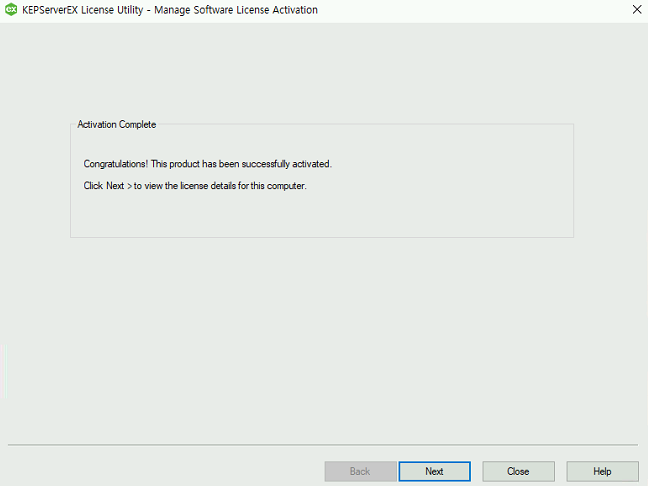 ex KEPServerEX License Utility - Manage Software License Activation
Activation Complete
Congratulations! This product has been successfully activated.
Click Next > to view the license details for this computer.
Back Next Close Help